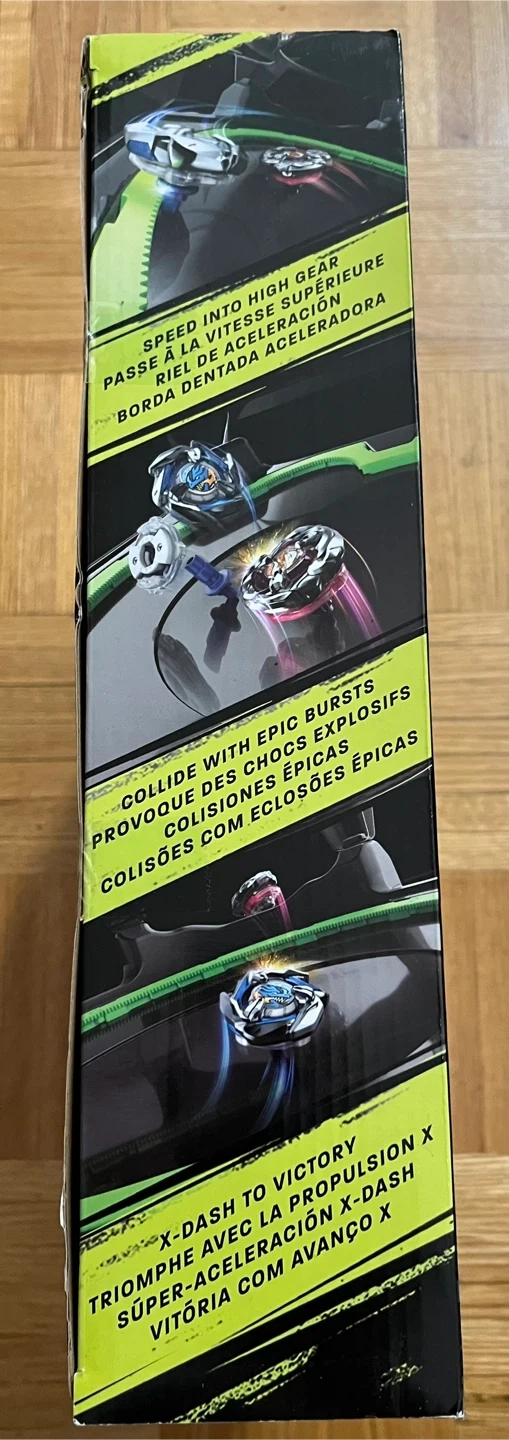 SPEED INTO HIGH GEAR
PASSE À LA VITESSE SUPÉRIEURE
RIEL DE ACELERACIÓN
BORDA DENTADA ACELERADORA
COLLIDE WITH EPIC BURSTS
PROVOQUE DES CHOCS EXPLOSIFS
COLISIONES ÉPICAS
COLISÕES COM ECLOSÕES ÉPICAS
X-DASH TO VICTORY
TRIOMPHE AVEC LA PROPULSION X
SÚPER-ACELERACIÓN X-DASH
VITÓRIA COM AVANÇO X